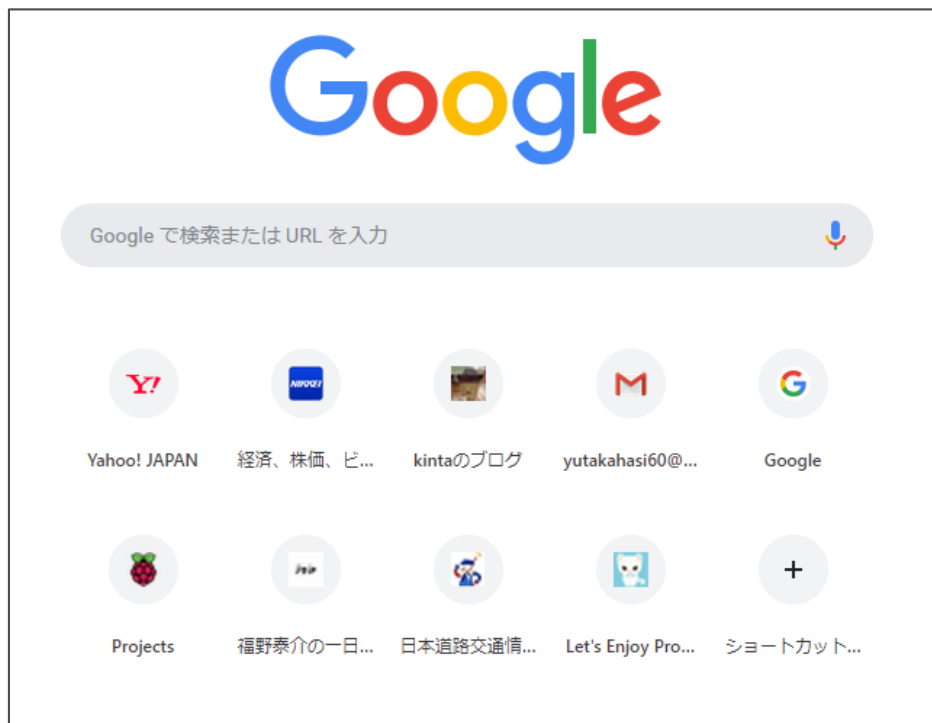 Google
Google で検索または URL を入力
Y!
NIKKEI
Yahoo! JAPAN
経済、株価、ビ...
kintaのブログ
yutakahasi60@...
Google
Projects
福野泰介の一日...
日本道路交通情...
Let's Enjoy Pro...
ショートカット...